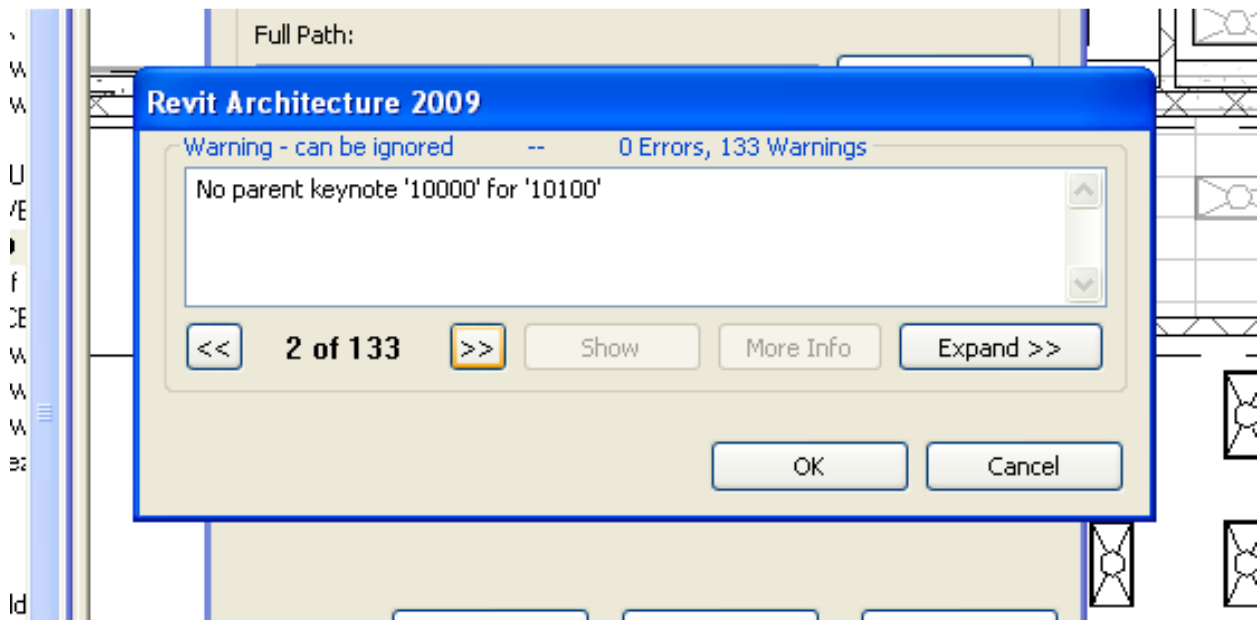 Full Path:
Revit Architecture 2009
Warning - can be ignored -- 0 Errors, 133 Warnings
No parent keynote '10000' for '10100'
<< 2 of 133 >> Show More Info Expand >>
OK Cancel